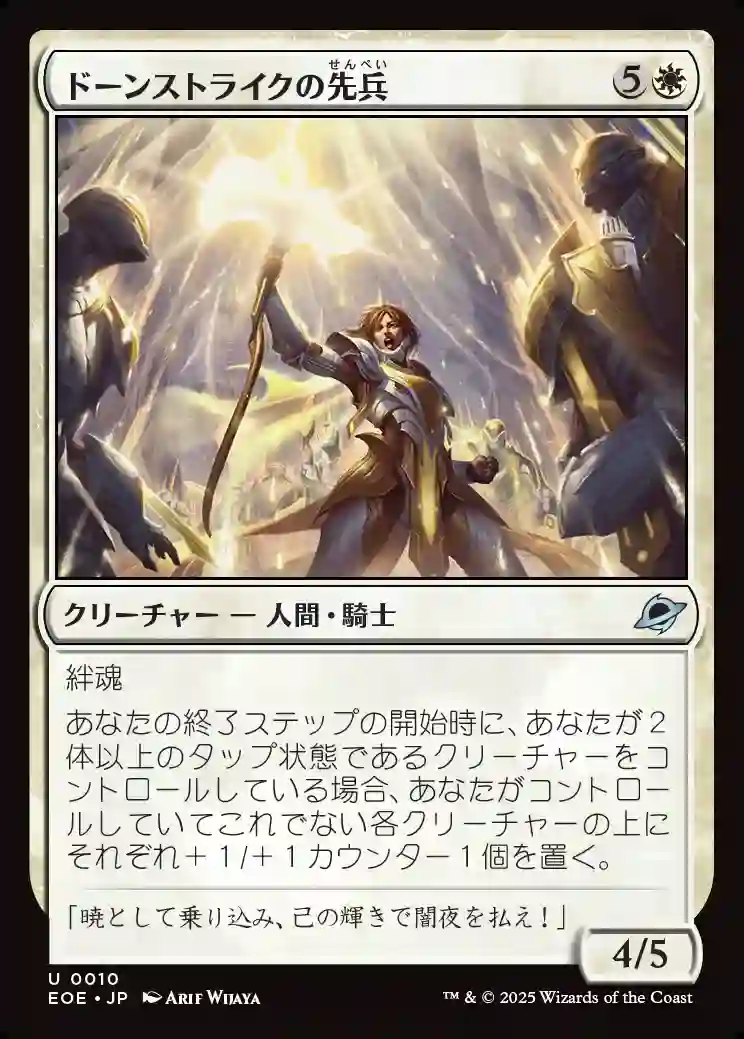 ドーンストライクの先兵
せんぺい
5
クリーチャー — 人間・騎士
絆魂
あなたの終了ステップの開始時に、あなたが２
体以上のタップ状態であるクリーチャーをコ
ントロールしている場合、あなたがコントロー
ルしていてこれでない各クリーチャーの上に
それぞれ＋１/＋１カウンター１個を置く。
「暁として乗り込み、己の輝きで闇夜を払え！」
4/5
U 0010
EOE • JP ARIF WIJAYA
™ & © 2025 Wizards of the Coast